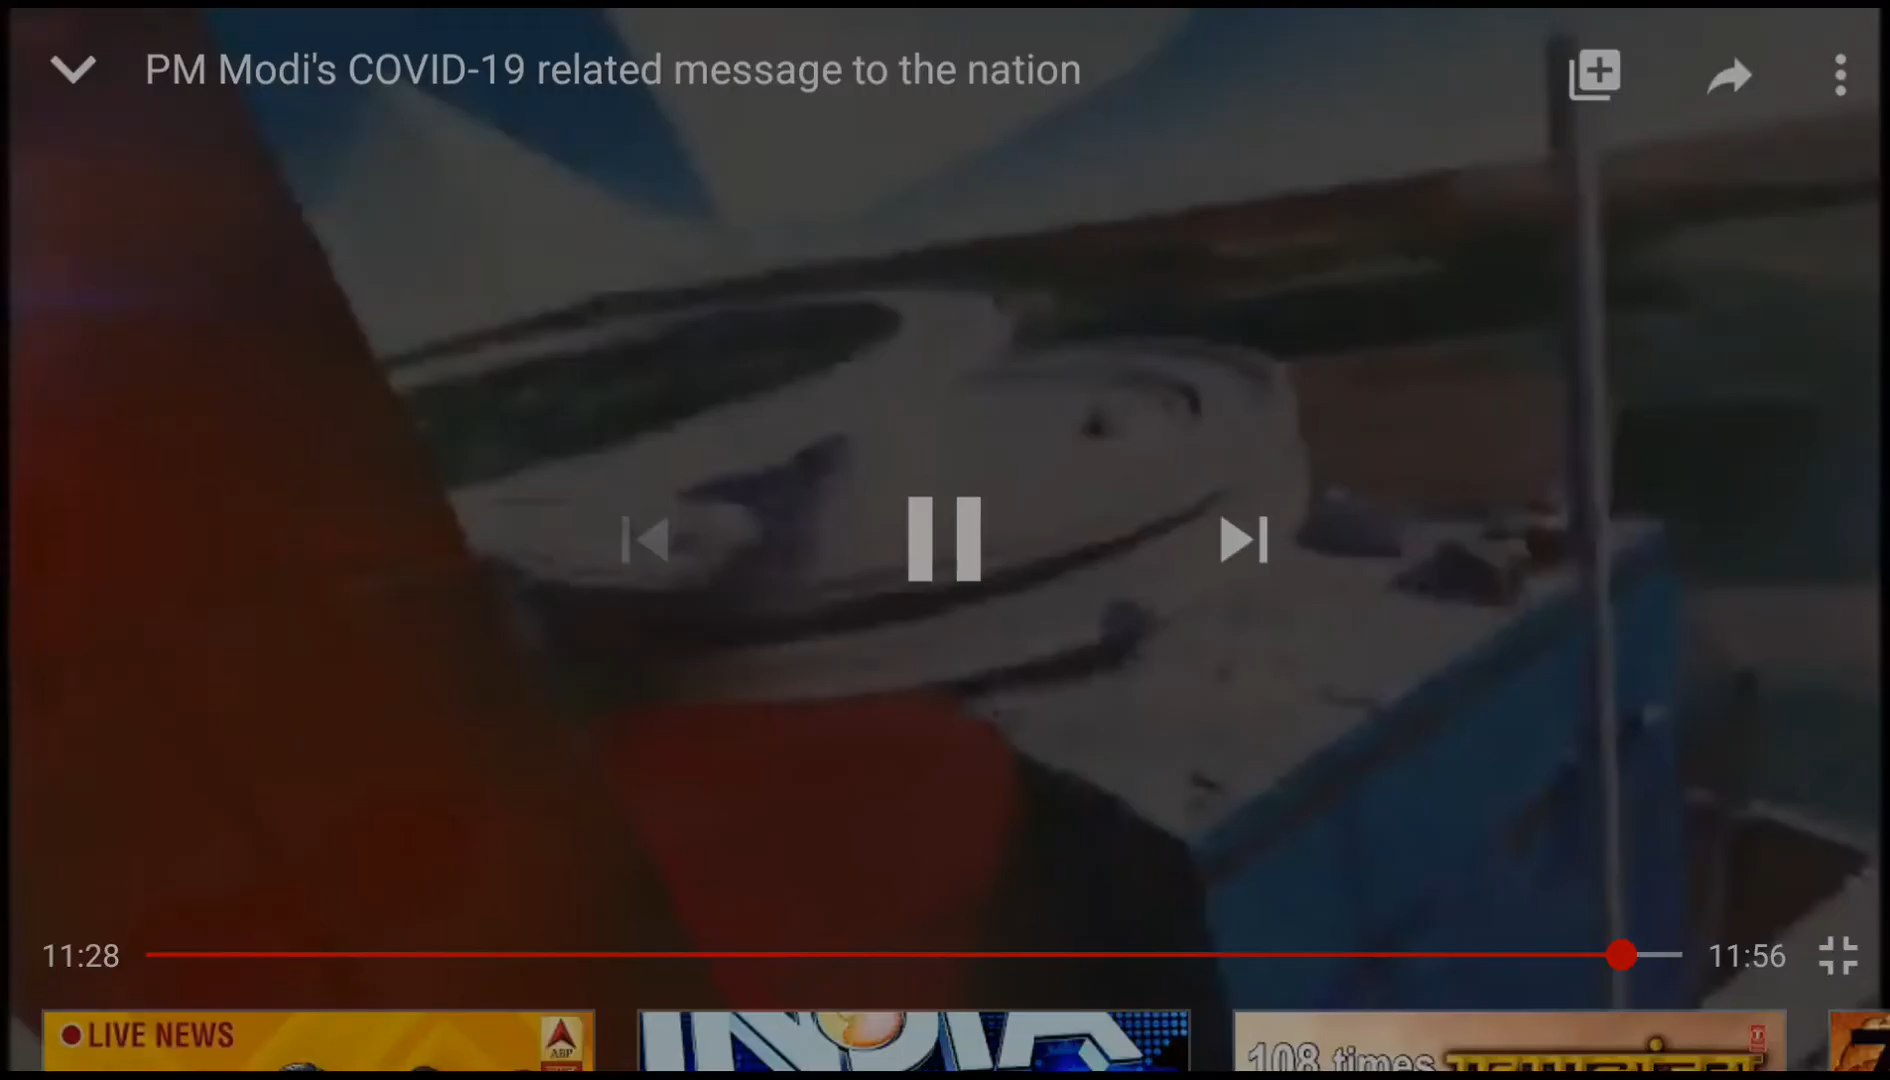 PM Modi's COVID-19 related message to the nation
11:28
11:56
LIVE NEWS
ABP
INDIA
108 times